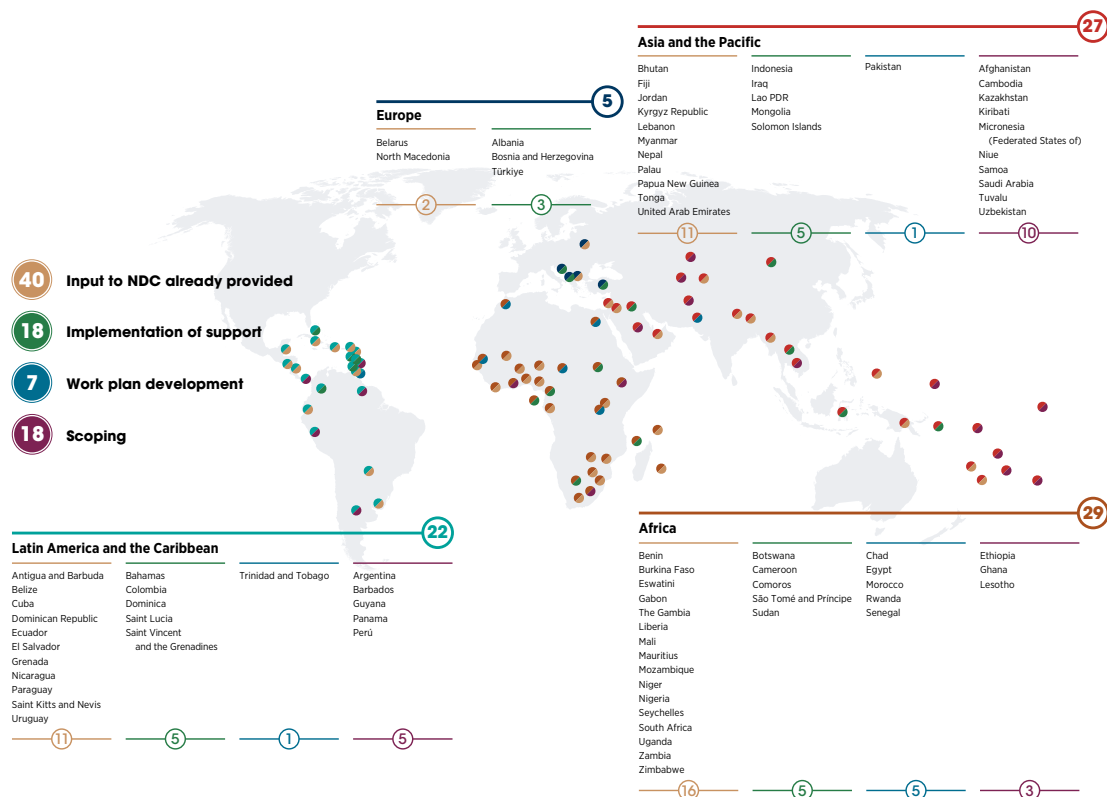 27
Asia and the Pacific
Bhutan
Fiji
Jordan
Kyrgyz Republic
Lebanon
Myanmar
Nepal
Palau
Papua New Guinea
Tonga
United Arab Emirates
11
Indonesia
Iraq
Lao PDR
Mongolia
Solomon Islands
5
Pakistan
1
Afghanistan
Cambodia
Kazakhstan
Kiribati
Micronesia
(Federated States of)
Niue
Samoa
Saudi Arabia
Tuvalu
Uzbekistan
10
5
Europe
Belarus
North Macedonia
2
Albania
Bosnia and Herzegovina
Türkiye
3
40 Input to NDC already provided
18 Implementation of support
7 Work plan development
18 Scoping
22
Latin America and the Caribbean
Antigua and Barbuda
Belize
Cuba
Dominican Republic
Ecuador
El Salvador
Grenada
Nicaragua
Paraguay
Saint Kitts and Nevis
Uruguay
11
Bahamas
Colombia
Dominica
Saint Lucia
Saint Vincent
and the Grenadines
5
Trinidad and Tobago
1
Argentina
Barbados
Guyana
Panama
Perú
5
29
Africa
Benin
Burkina Faso
Eswatini
Gabon
The Gambia
Liberia
Mali
Mauritius
Mozambique
Niger
Nigeria
Seychelles
South Africa
Uganda
Zambia
Zimbabwe
16
Botswana
Cameroon
Comoros
São Tomé and Príncipe
Sudan
5
Chad
Egypt
Morocco
Rwanda
Senegal
5
Ethiopia
Ghana
Lesotho
3